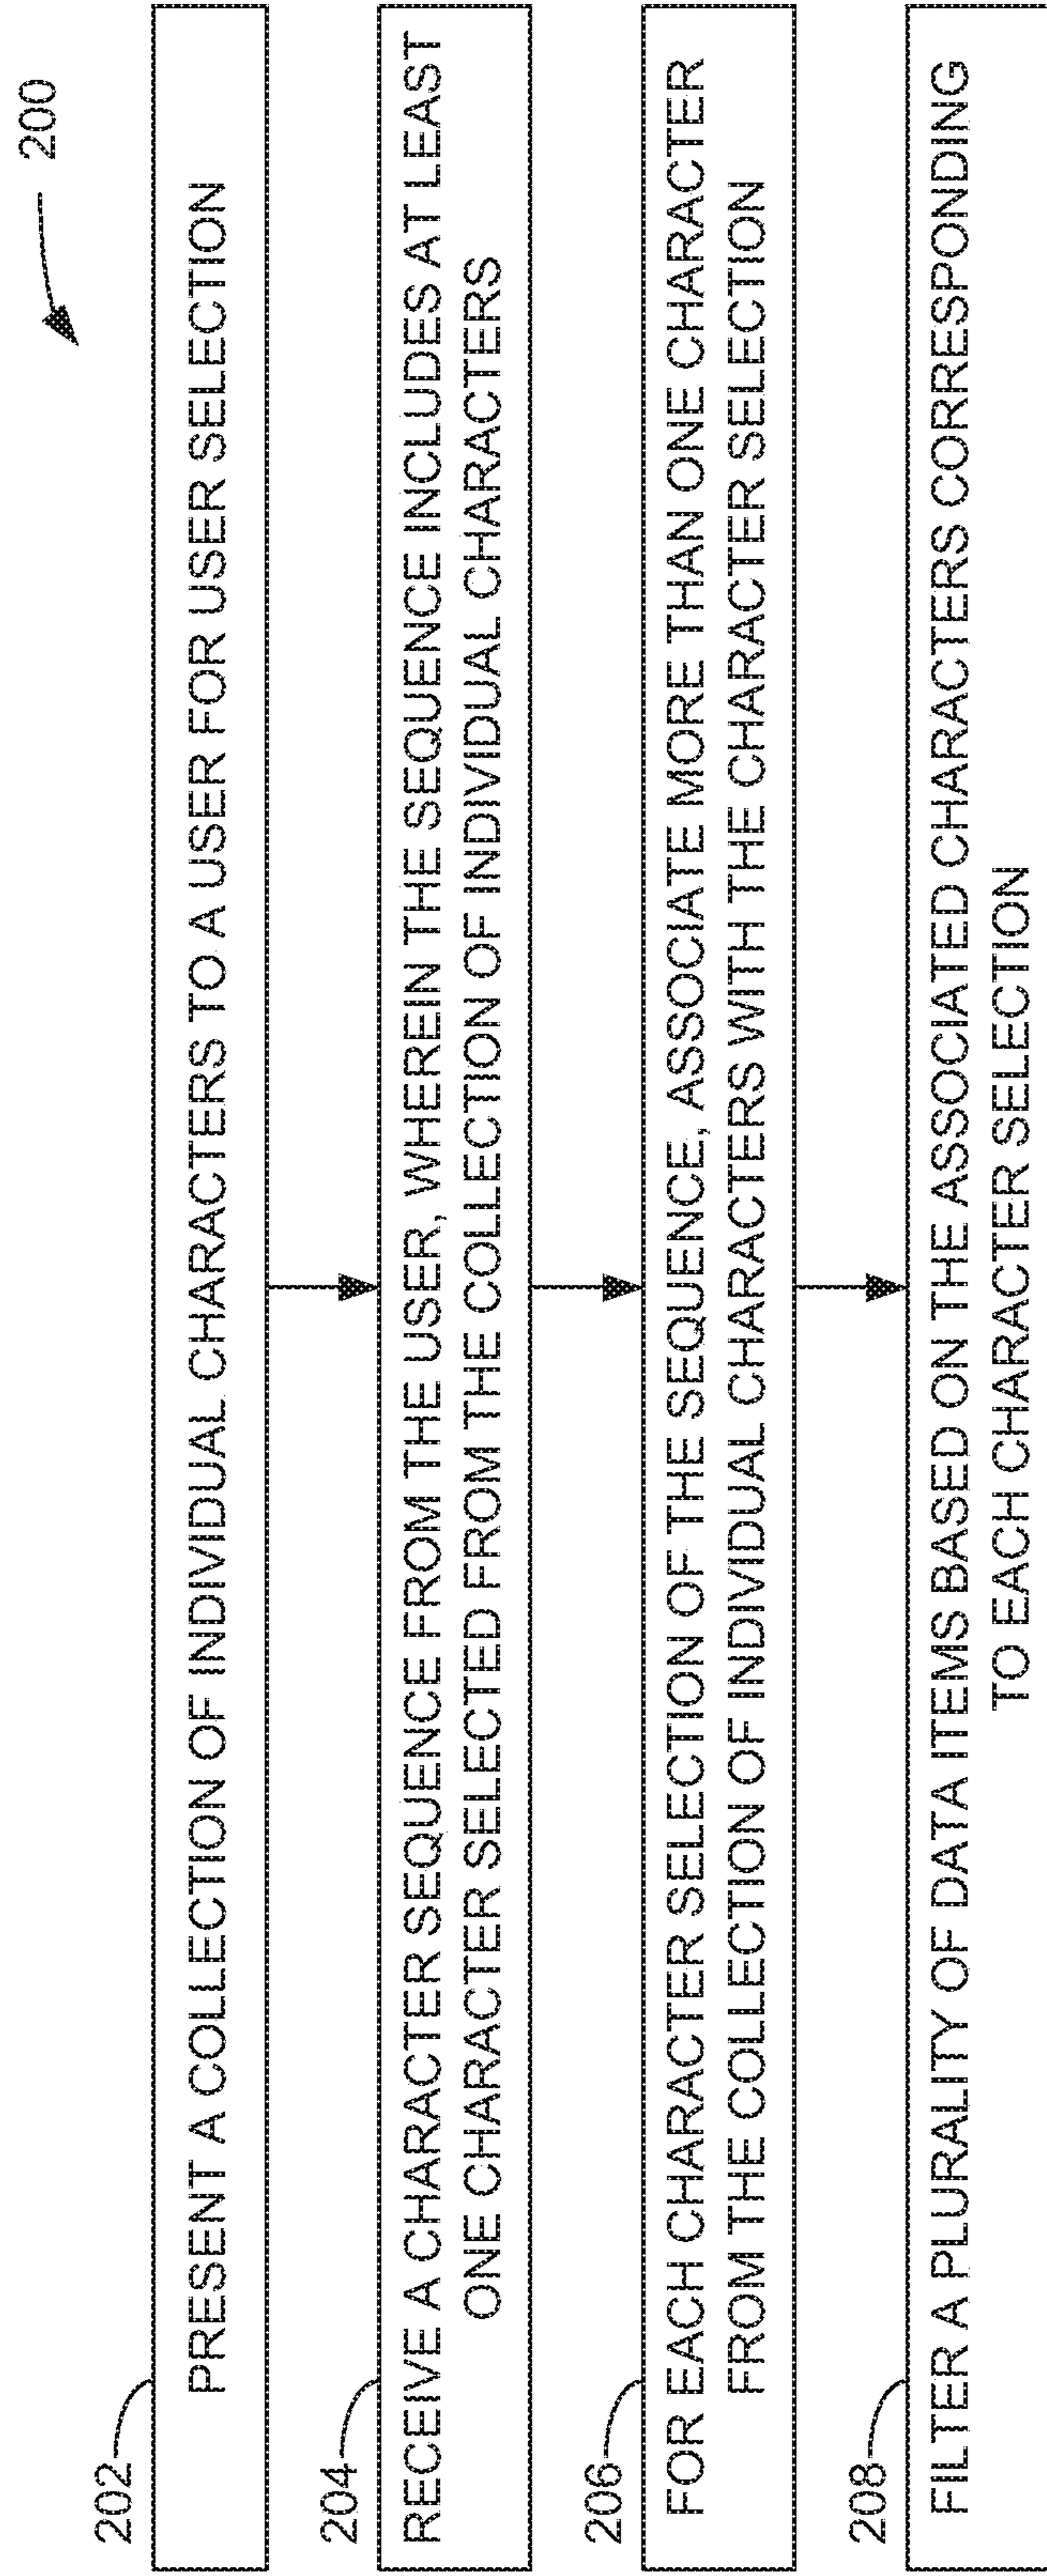 200
202
PRESENT A COLLECTION OF INDIVIDUAL CHARACTERS TO A USER FOR USER SELECTION
204
RECEIVE A CHARACTER SEQUENCE FROM THE USER, WHEREIN THE SEQUENCE INCLUDES AT LEAST
ONE CHARACTER SELECTED FROM THE COLLECTION OF INDIVIDUAL CHARACTERS
206
FOR EACH CHARACTER SELECTION OF THE SEQUENCE, ASSOCIATE MORE THAN ONE CHARACTER
FROM THE COLLECTION OF INDIVIDUAL CHARACTERS WITH THE CHARACTER SELECTION
208
FILTER A PLURALITY OF DATA ITEMS BASED ON THE ASSOCIATED CHARACTERS CORRESPONDING
TO EACH CHARACTER SELECTION